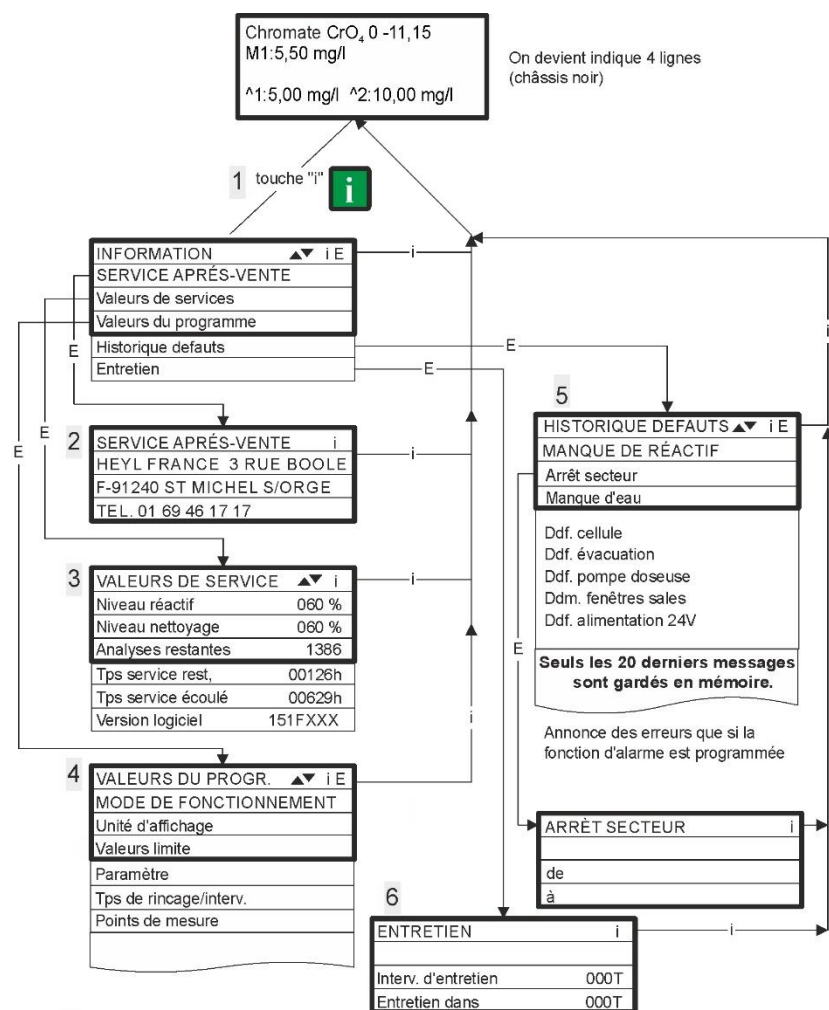 Chromate CrO₄ 0 -11,15
M1:5,50 mg/l
^1:5,00 mg/l ^2:10,00 mg/l
On devient indique 4 lignes
(châssis noir)
1 touche "i" i
INFORMATION ▲▼ i E
SERVICE APRÉS-VENTE
Valeurs de services
Valeurs du programme
Historique defauts
Entretien
i
i
E
E
E
E
E
2
SERVICE APRÉS-VENTE i
HEYL FRANCE 3 RUE BOOLE
F-91240 ST MICHEL S/ORGE
TEL. 01 69 46 17 17
i
3
VALEURS DE SERVICE ▲▼ i
Niveau réactif 060 %
Niveau nettoyage 060 %
Analyses restantes 1386
Tps service rest, 00126h
Tps service écoulé 00629h
Version logiciel 151FXXX
i
i
4
VALEURS DU PROGR. ▲▼ i E
MODE DE FONCTIONNEMENT
Unité d'affichage
Valeurs limite
Paramètre
Tps de rincage/interv.
Points de mesure
5
HISTORIQUE DEFAUTS ▲▼ i E
MANQUE DE RÉACTIF
Arrêt secteur
Manque d'eau
Ddf. cellule
Ddf. évacuation
Ddf. pompe doseuse
Ddm. fenêtres sales
Ddf. alimentation 24V
E
Seuls les 20 derniers messages
sont gardés en mémoire.
Annonce des erreurs que si la
fonction d'alarme est programmée
ARRÈT SECTEUR i
de
à
6
ENTRETIEN i
Interv. d'entretien 000T
Entretien dans 000T
i